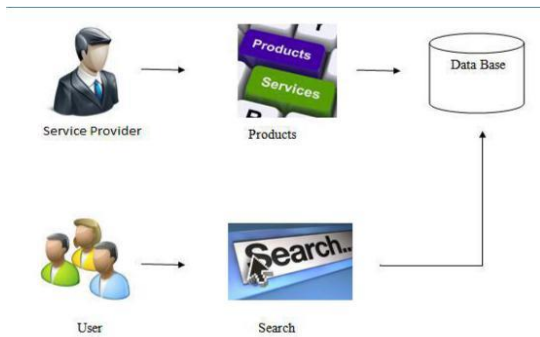 Products
Services
Data Base
Service Provider
Products
Search..
User
Search